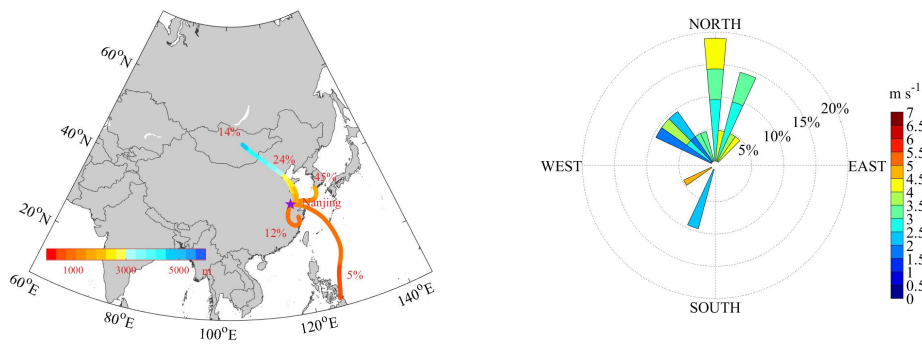 60°N
40°N
20°N
60°E
80°E
100°E
120°E
140°E
14%
24%
45%
Nanjing
12%
5%
1000
3000
5000
m
NORTH
WEST
EAST
SOUTH
5%
10%
15%
20%
m s⁻¹
7
6.5
6
5.5
5
4.5
4
3.5
3
2.5
2
1.5
1
0.5
0